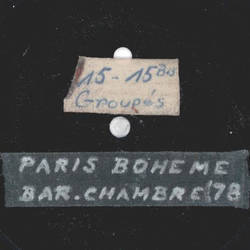 15-15Bis
Groupés
PARIS BOHEME
BAR.CHAMBRE(78